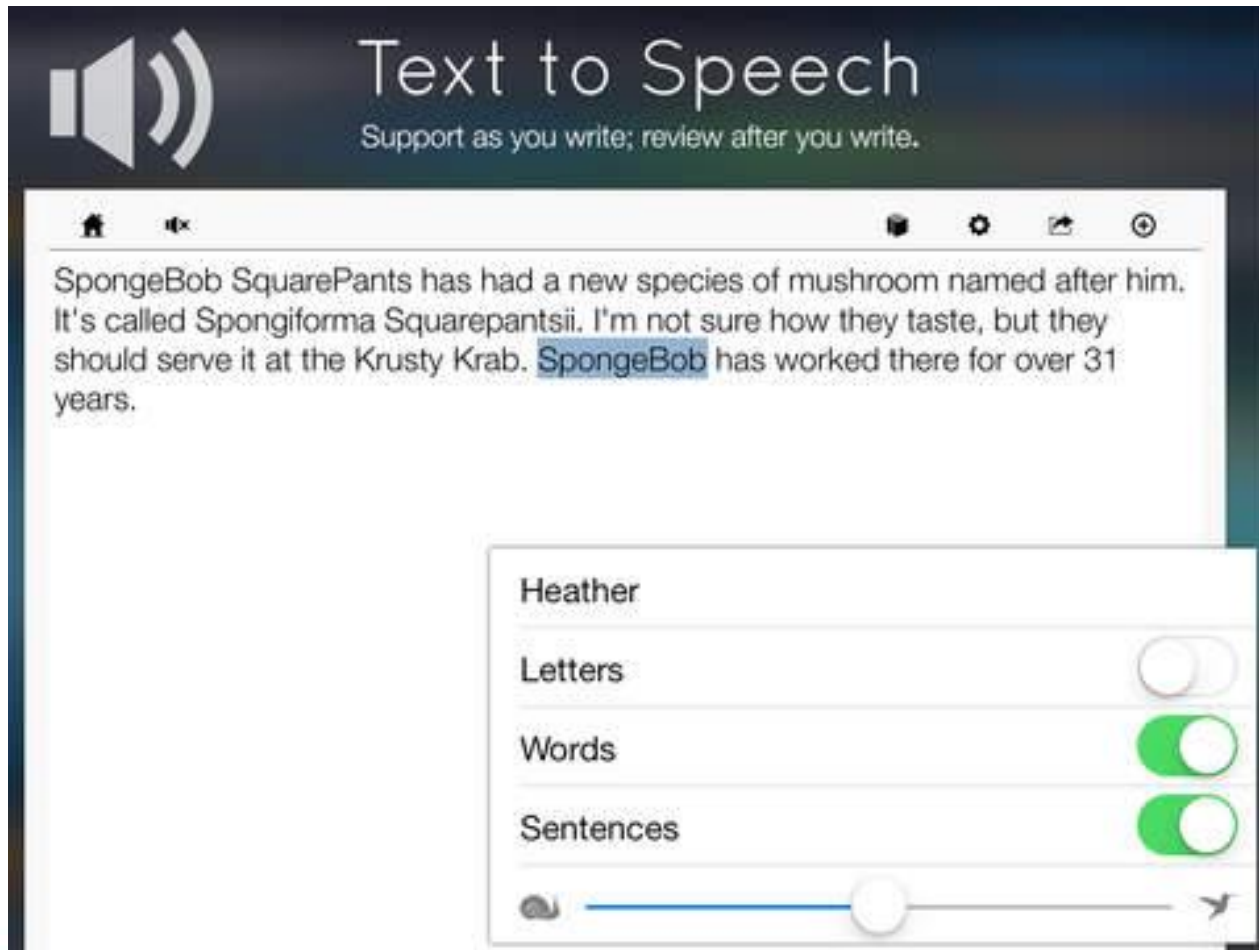 Text to Speech
Support as you write; review after you write.
SpongeBob SquarePants has had a new species of mushroom named after him.
It's called Spongiforma Squarepantsii. I'm not sure how they taste, but they
should serve it at the Krusty Krab. SpongeBob has worked there for over 31
years.
Heather
Letters
Words
Sentences